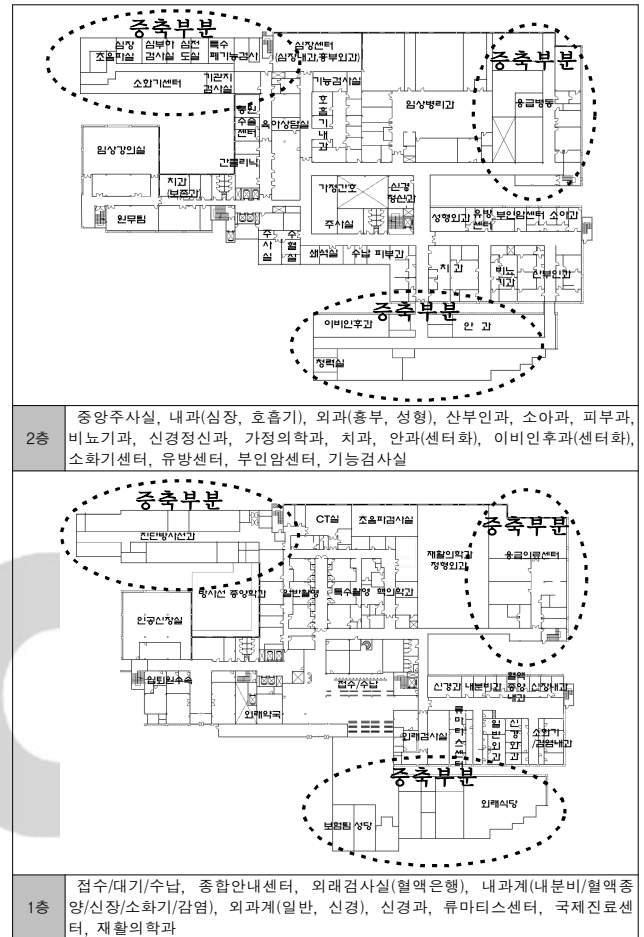 증축부분
심장 초음파실
심부하 검사실
심전도실
특수 폐기능검사
심장센터
(심장내과,흉부외과)
증축부분
소화기센터
기관지 검사실
기능검사실
호흡기내과
임상병리과
응급병동
육아상담실
임상강의실
치과
(보존과)
가정간호
신경정신과
원무팀
주사실
성형외과
유방센터
부인암센터
소아과
주사실
수혈실
쇄석실
수납
피부과
치 과
비뇨기과
산부인과
증축부분
이비인후과
안 과
청력실
2층
중앙주사실, 내과(심장, 호흡기), 외과(흉부, 성형), 산부인과, 소아과, 피부과,
비뇨기과, 신경정신과, 가정의학과, 치과, 안과(센터화), 이비인후과(센터화),
소화기센터, 유방센터, 부인암센터, 기능검사실
증축부분
CT실
초음파검사실
증축부분
진단방사선과
재활의학과
정형외과
응급의류센터
방사선 종양학과
일반촬영
특수촬영
핵의학과
인공신장실
입퇴원수속
접수/수납
신경과
내분비과
혈액종양내과
신장내과
외래약국
외래검사실
류마티스센터
일반외과
신경외과
소화기/감염내과
증축부분
외래식당
보험팀
성당
1층
접수/대기/수납, 종합안내센터, 외래검사실(혈액은행), 내과계(내분비/혈액종
양/신장/소화기/감염), 외과계(일반, 신경), 신경과, 류마티스센터, 국제진료센
터, 재활의학과